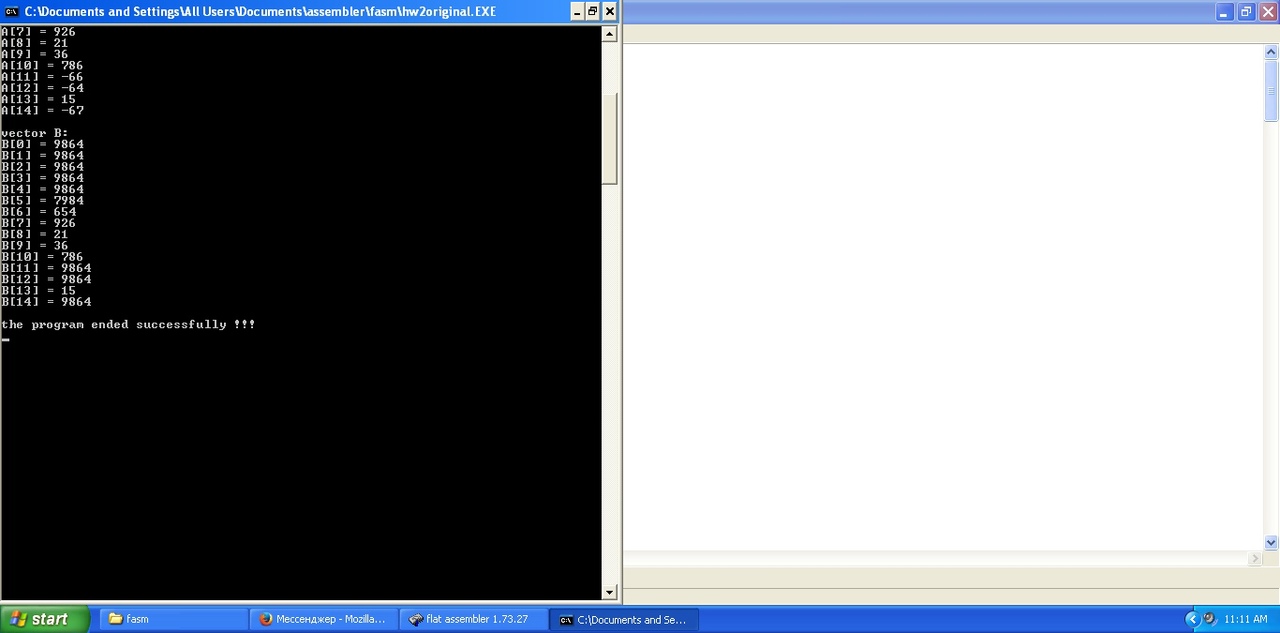 C:\Documents and Settings\All Users\Documents\assembler\fasm\hw2original.EXE
A[7] = 926
A[8] = 21
A[9] = 36
A[10] = 786
A[11] = -66
A[12] = -64
A[13] = 15
A[14] = -67
vector B:
B[0] = 9864
B[1] = 9864
B[2] = 9864
B[3] = 9864
B[4] = 9864
B[5] = 7984
B[6] = 654
B[7] = 926
B[8] = 21
B[9] = 36
B[10] = 786
B[11] = 9864
B[12] = 9864
B[13] = 15
B[14] = 9864
the program ended successfully !!!
start fasm Мессенджер - Mozilla... flat assembler 1.73.27 C:\Documents and Se... 11:11 AM